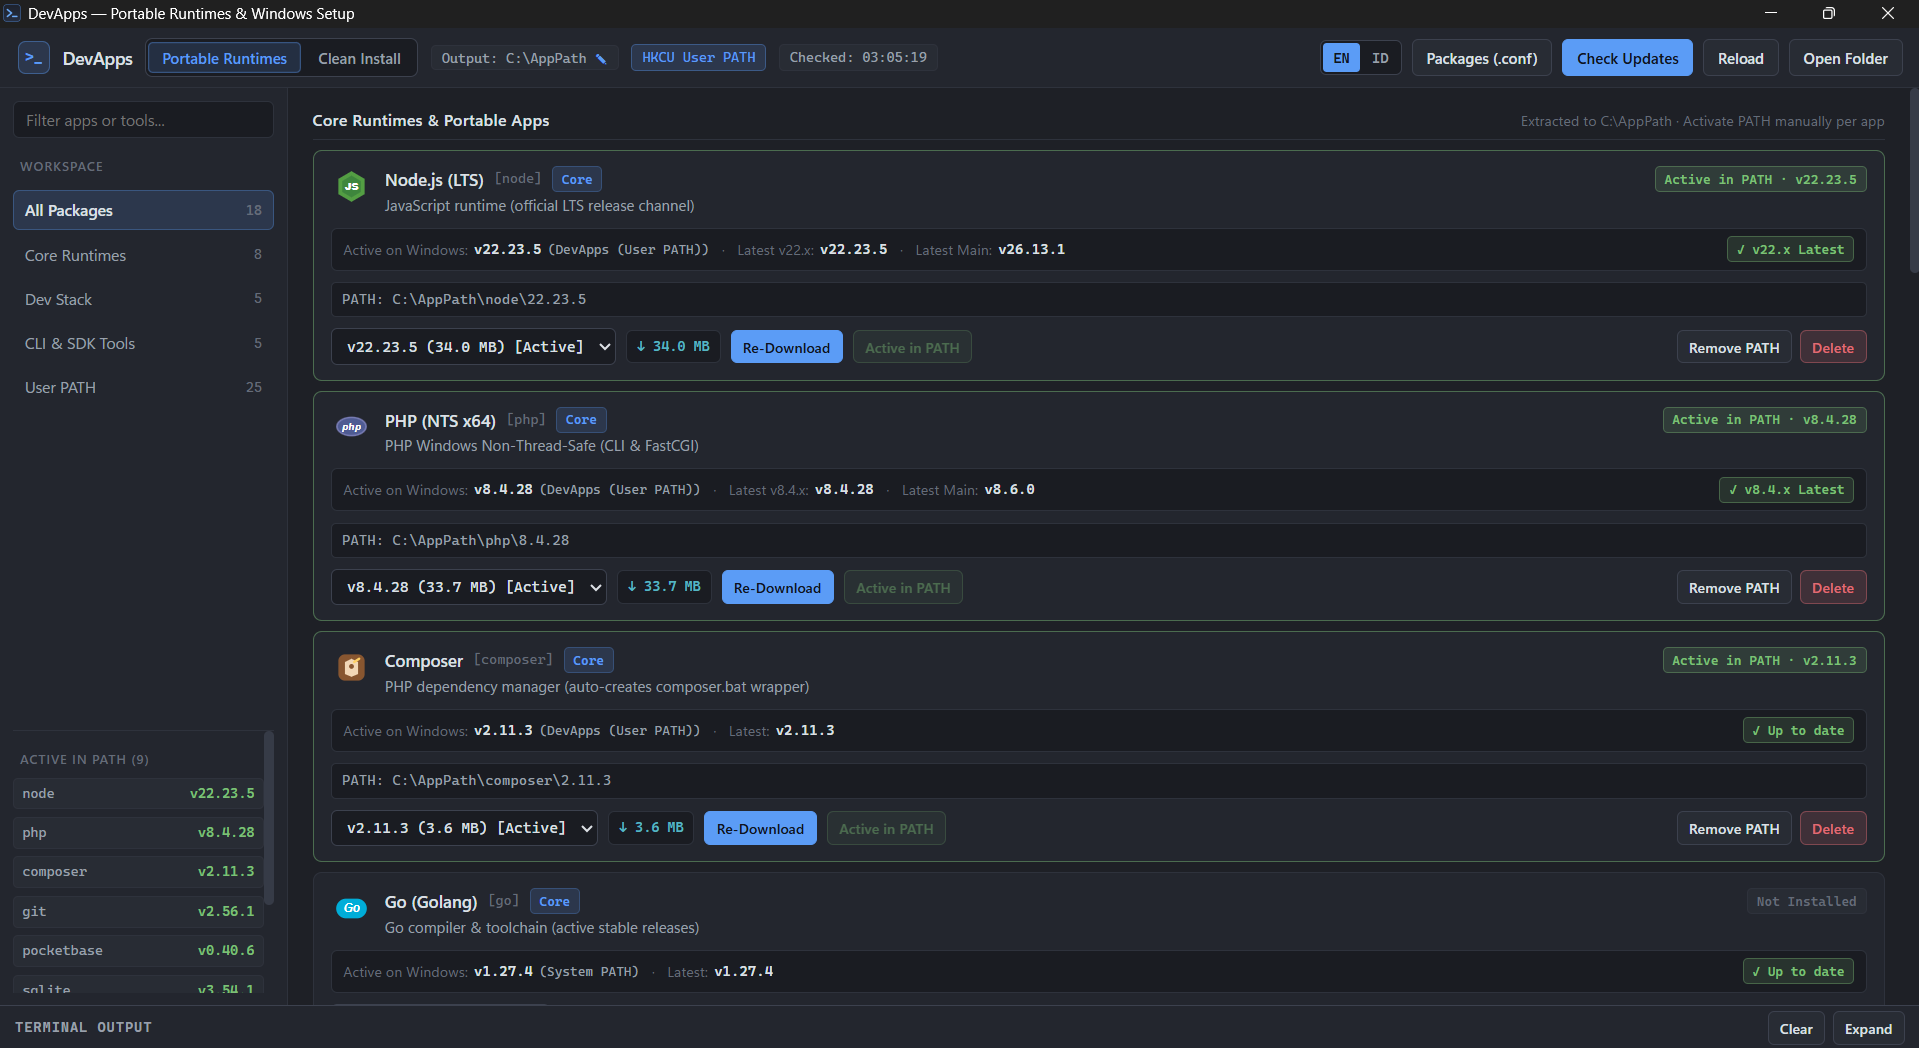 DevApps — Portable Runtimes & Windows Setup
>_ DevApps
Portable Runtimes
Clean Install
Output: C:\AppPath
HKCU User PATH
Checked: 03:05:19
EN
ID
Packages (.conf)
Check Updates
Reload
Open Folder
Filter apps or tools...
WORKSPACE
All Packages 18
Core Runtimes 8
Dev Stack 5
CLI & SDK Tools 5
User PATH 25
ACTIVE IN PATH (9)
node v22.23.5
php v8.4.28
composer v2.11.3
git v2.56.1
pocketbase v0.40.6
sqlite v3.54.1
Core Runtimes & Portable Apps
Extracted to C:\AppPath · Activate PATH manually per app
JS
Node.js (LTS) [node] Core
Active in PATH · v22.23.5
JavaScript runtime (official LTS release channel)
Active on Windows: v22.23.5 (DevApps (User PATH)) · Latest v22.x: v22.23.5 · Latest Main: v26.13.1
✓ v22.x Latest
PATH: C:\AppPath\node\22.23.5
v22.23.5 (34.0 MB) [Active]
↓ 34.0 MB
Re-Download
Active in PATH
Remove PATH
Delete
php
PHP (NTS x64) [php] Core
Active in PATH · v8.4.28
PHP Windows Non-Thread-Safe (CLI & FastCGI)
Active on Windows: v8.4.28 (DevApps (User PATH)) · Latest v8.4.x: v8.4.28 · Latest Main: v8.6.0
✓ v8.4.x Latest
PATH: C:\AppPath\php\8.4.28
v8.4.28 (33.7 MB) [Active]
↓ 33.7 MB
Re-Download
Active in PATH
Remove PATH
Delete
Composer [composer] Core
Active in PATH · v2.11.3
PHP dependency manager (auto-creates composer.bat wrapper)
Active on Windows: v2.11.3 (DevApps (User PATH)) · Latest: v2.11.3
✓ Up to date
PATH: C:\AppPath\composer\2.11.3
v2.11.3 (3.6 MB) [Active]
↓ 3.6 MB
Re-Download
Active in PATH
Remove PATH
Delete
Go
Go (Golang) [go] Core
Not Installed
Go compiler & toolchain (active stable releases)
Active on Windows: v1.27.4 (System PATH) · Latest: v1.27.4
✓ Up to date
TERMINAL OUTPUT
Clear
Expand